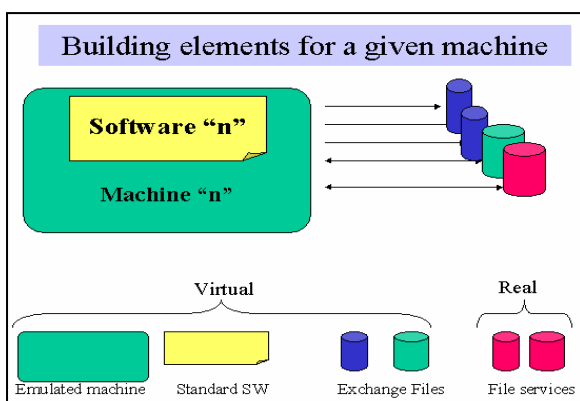 Building elements for a given machine
Software “n”
Machine “n”
Virtual
Real
Emulated machine
Standard SW
Exchange Files
File services